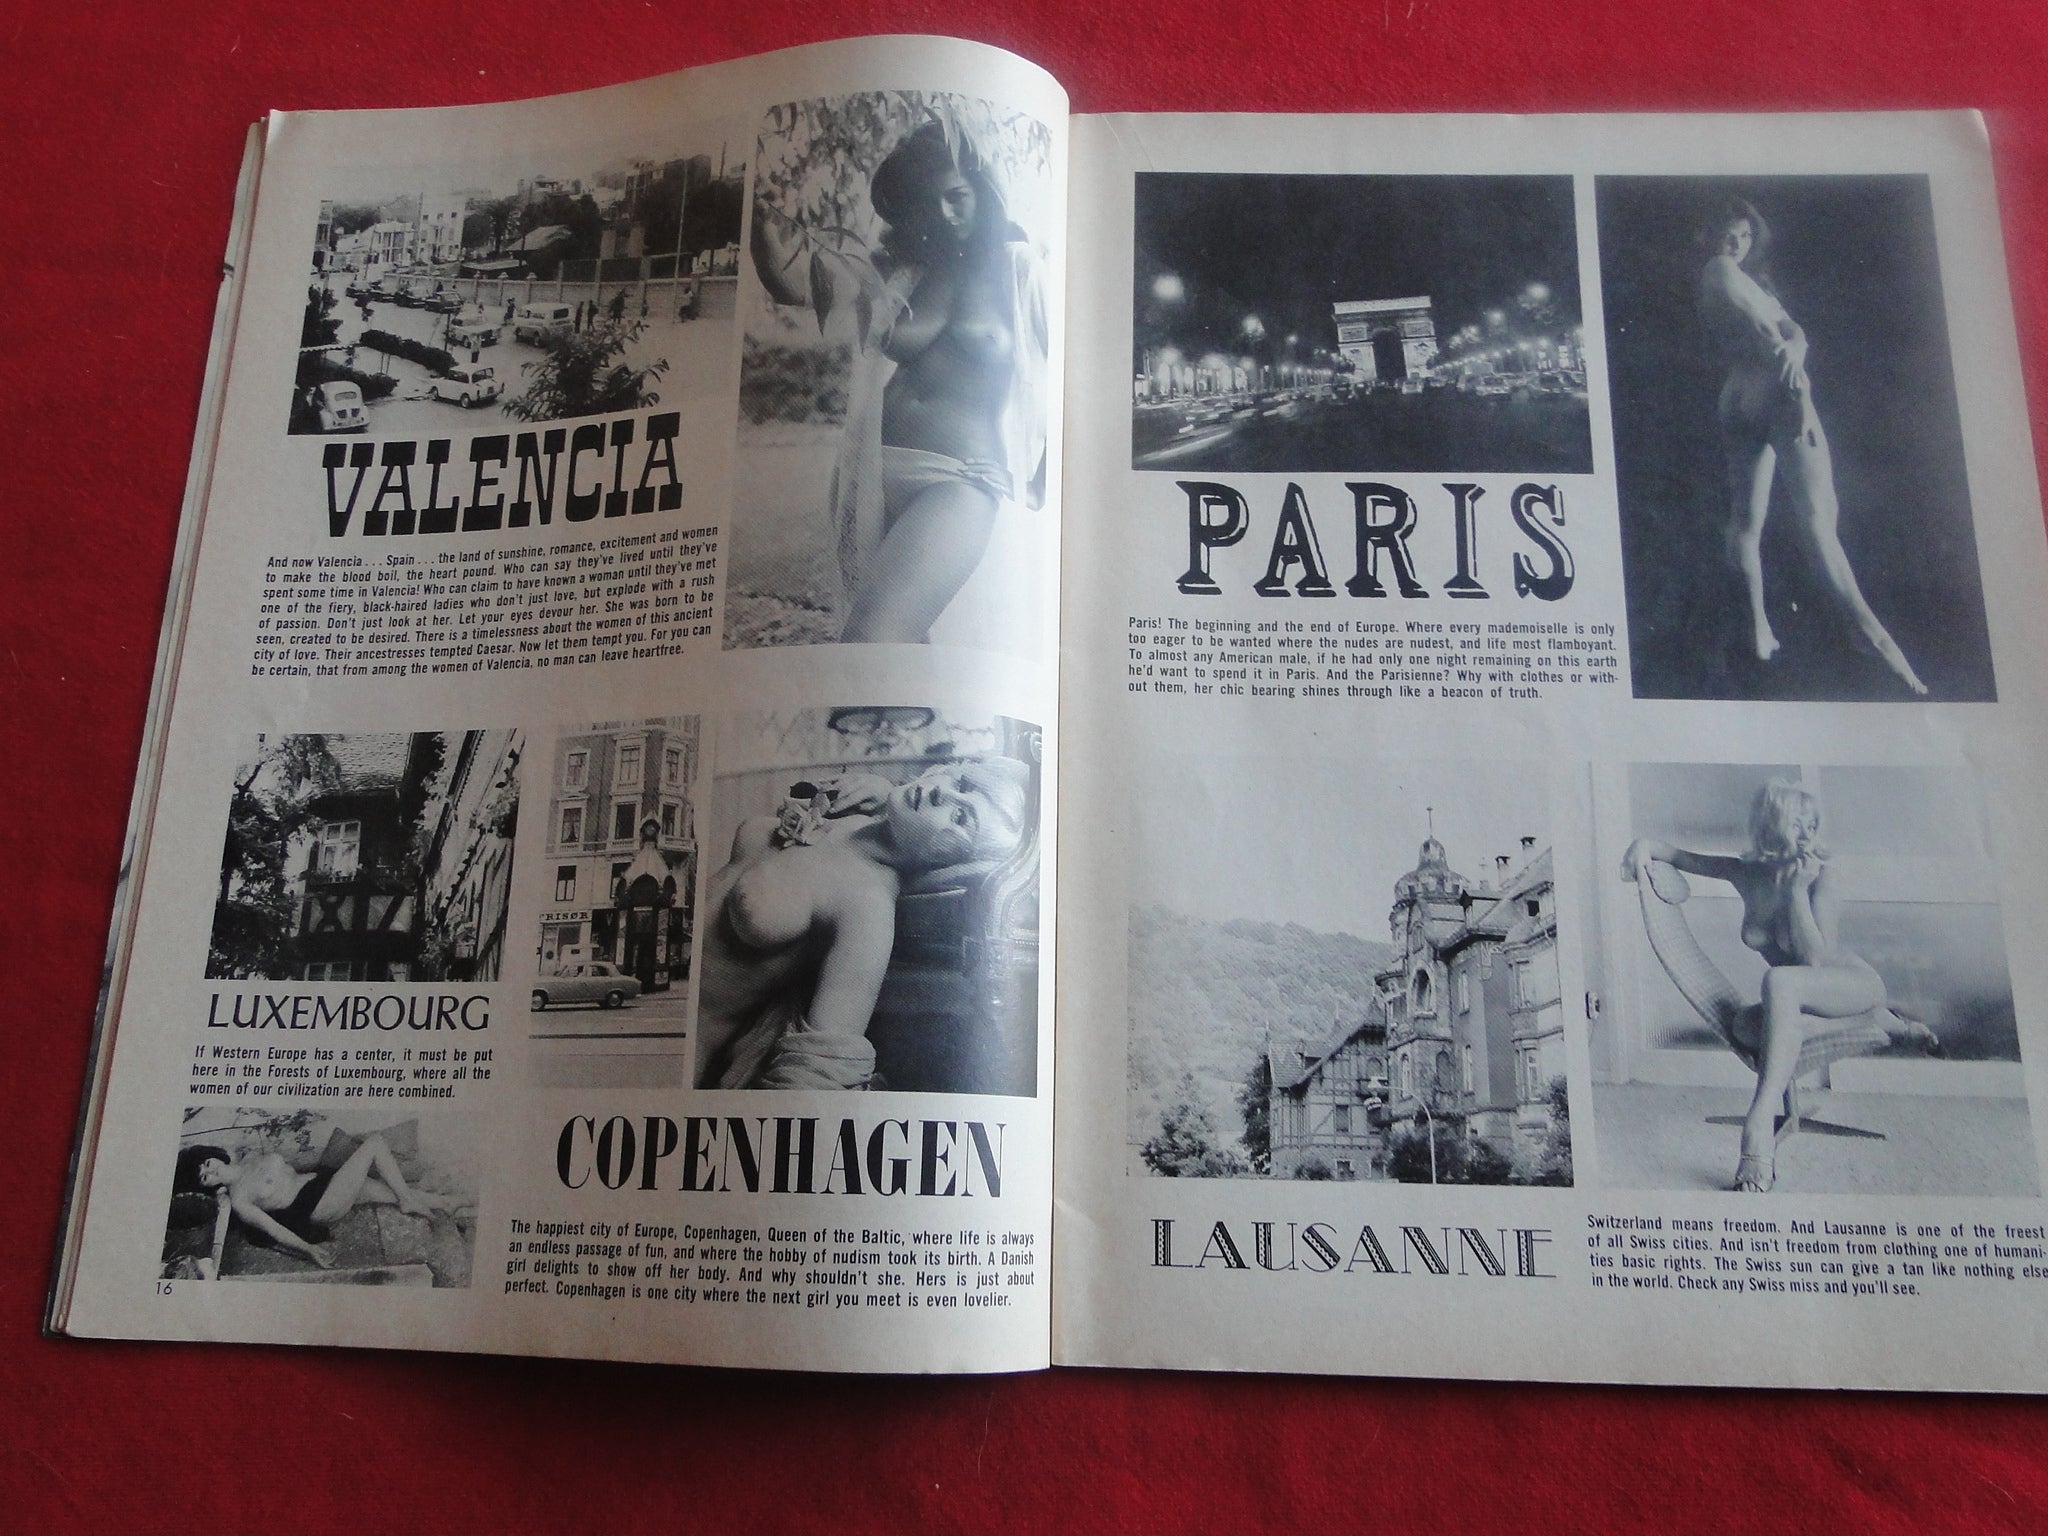 VALENCIA
And now Valencia . . . Spain . . . the land of sunshine, romance, excitement and women
to make the blood boil, the heart pound. Who can say they've lived until they've
spent some time in Valencia! Who can claim to have known a woman until they've met
one of the fiery, black-haired ladies who don't just love, but explode with a rush
of passion. Don't just look at her. Let your eyes devour her. She was born to be
seen, created to be desired. There is a timelessness about the women of this ancient
city of love. Their ancestresses tempted Caesar. Now let them tempt you. For you can
be certain, that from among the women of Valencia, no man can leave heartfree.
1817
LUXEMBOURG
If Western Europe has a center, it must be put
here in the Forests of Luxembourg, where all the
women of our civilization are here combined.
16
FRISØR
COPENHAGEN
The happiest city of Europe, Copenhagen, Queen of the Baltic, where life is always
an endless passage of fun, and where the hobby of nudism took its birth. A Danish
girl delights to show off her body. And why shouldn't she. Hers is just about
perfect. Copenhagen is one city where the next girl you meet is even lovelier.
PARIS
Paris! The beginning and the end of Europe. Where every mademoiselle is only
too eager to be wanted where the nudes are nudest, and life most flamboyant.
To almost any American male, if he had only one night remaining on this earth
he'd want to spend it in Paris. And the Parisienne? Why with clothes or with-
out them, her chic bearing shines through like a beacon of truth.
LAUSANNE
Switzerland means freedom. And Lausanne is one of the freest
of all Swiss cities. And isn't freedom from clothing one of humani-
ties basic rights. The Swiss sun can give a tan like nothing else
in the world. Check any Swiss miss and you'll see.